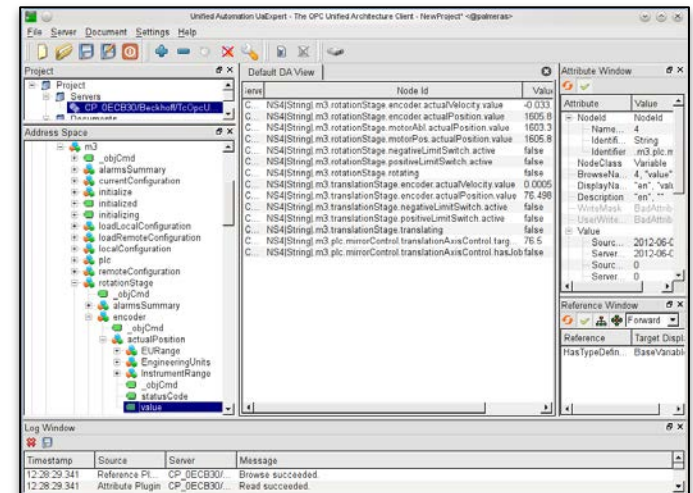 Unified Automation UaExpert - The OPC Unified Architecture Client - NewProject* <@palmeras>
File Server Document Settings Help
Project
Project
Servers
CP_0ECB30/Beckhoff/TcOpcU
Documents
Address Space
m3
_objCmd
alarmsSummary
currentConfiguration
initialize
initialized
initializing
loadLocalConfiguration
loadRemoteConfiguration
localConfiguration
plc
remoteConfiguration
rotationStage
_objCmd
alarmsSummary
encoder
_objCmd
actualPosition
EURange
EngineeringUnits
InstrumentRange
_objCmd
statusCode
value
Default DA View
Node Id Value
C... NS4|String|m3.rotationStage.encoder.actualVelocity.value -0.033
C... NS4|String|m3.rotationStage.encoder.actualPosition.value 1605.8
C... NS4|String|m3.rotationStage.motorAbl.actualPosition.value 1603.3
C... NS4|String|m3.rotationStage.motorPos.actualPosition.value 1605.8
C... NS4|String|m3.rotationStage.negativeLimitSwitch.active false
C... NS4|String|m3.rotationStage.positiveLimitSwitch.active false
C... NS4|String|m3.rotationStage.rotating false
C... NS4|String|m3.translationStage.encoder.actualVelocity.value 0.0005
C... NS4|String|m3.translationStage.encoder.actualPosition.value 76.498
C... NS4|String|m3.translationStage.negativeLimitSwitch.active false
C... NS4|String|m3.translationStage.positiveLimitSwitch.active false
C... NS4|String|m3.translationStage.translating false
C... NS4|String|m3.plc.mirrorControl.translationAxisControl.targ... 76.5
C... NS4|String|m3.plc.mirrorControl.translationAxisControl.hasJob false
Attribute Window
Attribute Value
NodeId NodeId
Name... 4
Identifi... String
Identifier .m3.plc.m
NodeClass Variable
BrowseNa... 4, "value"
DisplayNa... "en", "val
Description "en", ""
WriteMask BadAttrib
UserWrite... BadAttrib
Value
Sourc... 2012-06-0
Server... 2012-06-0
Sourc... 0
Server... 0
Reference Window
Forward
Reference Target Displ
HasTypeDefin... BaseVariabl
Log Window
Timestamp Source Server Message
12:28:29.341 Reference Pl... CP_0ECB30/... Browse succeeded.
12:28:29.341 Attribute Plugin CP_0ECB30/... Read succeeded.